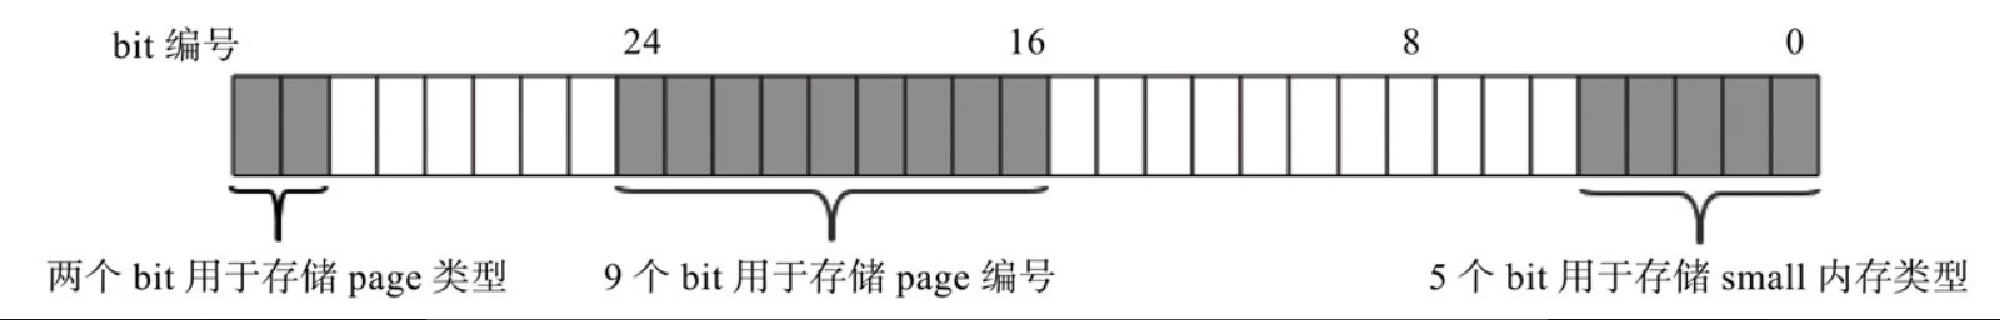 bit 编号 24 16 8 0
两个 bit 用于存储 page 类型 9 个 bit 用于存储 page 编号 5 个 bit 用于存储 small 内存类型